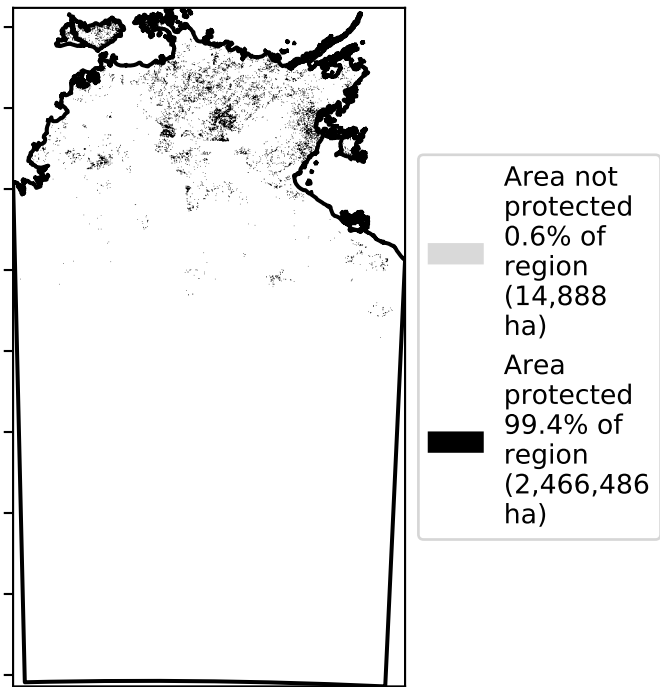 Area not
protected
0.6% of
region
(14,888
ha)
Area
protected
99.4% of
region
(2,466,486
ha)